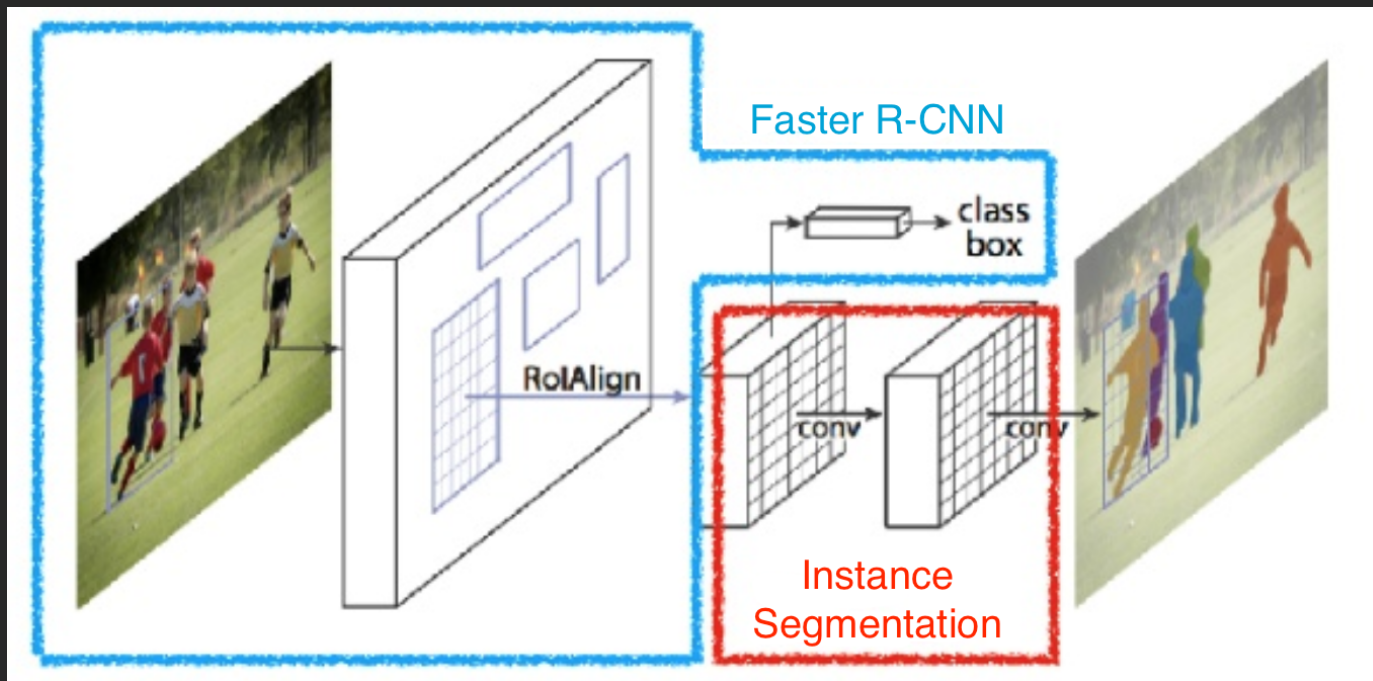 Faster R-CNN
class
box
RoIAlign
conv
conv
Instance
Segmentation